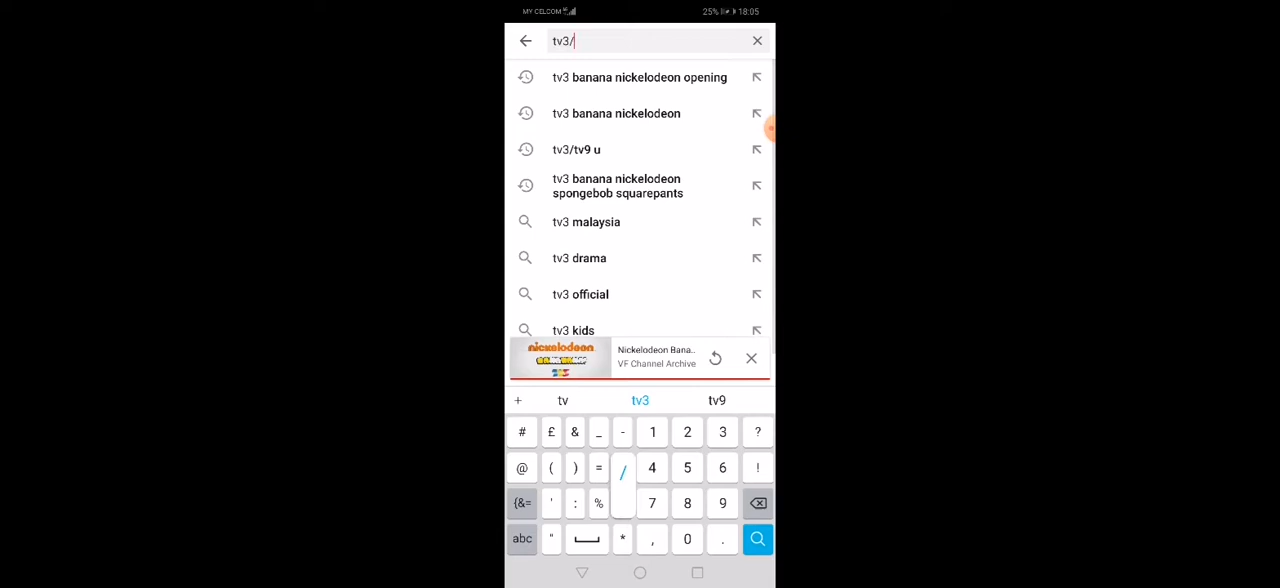 MY CELCOM
25% 18:05
tv3/
tv3 banana nickelodeon opening
tv3 banana nickelodeon
tv3/tv9 u
tv3 banana nickelodeon
spongebob squarepants
tv3 malaysia
tv3 drama
tv3 official
tv3 kids
nickelodeon
Nickelodeon Bana..
VF Channel Archive
+ tv tv3 tv9
# £ & _ - 1 2 3 ?
@ ( ) = / 4 5 6 !
{&= ' : % 7 8 9
abc " * , 0 .